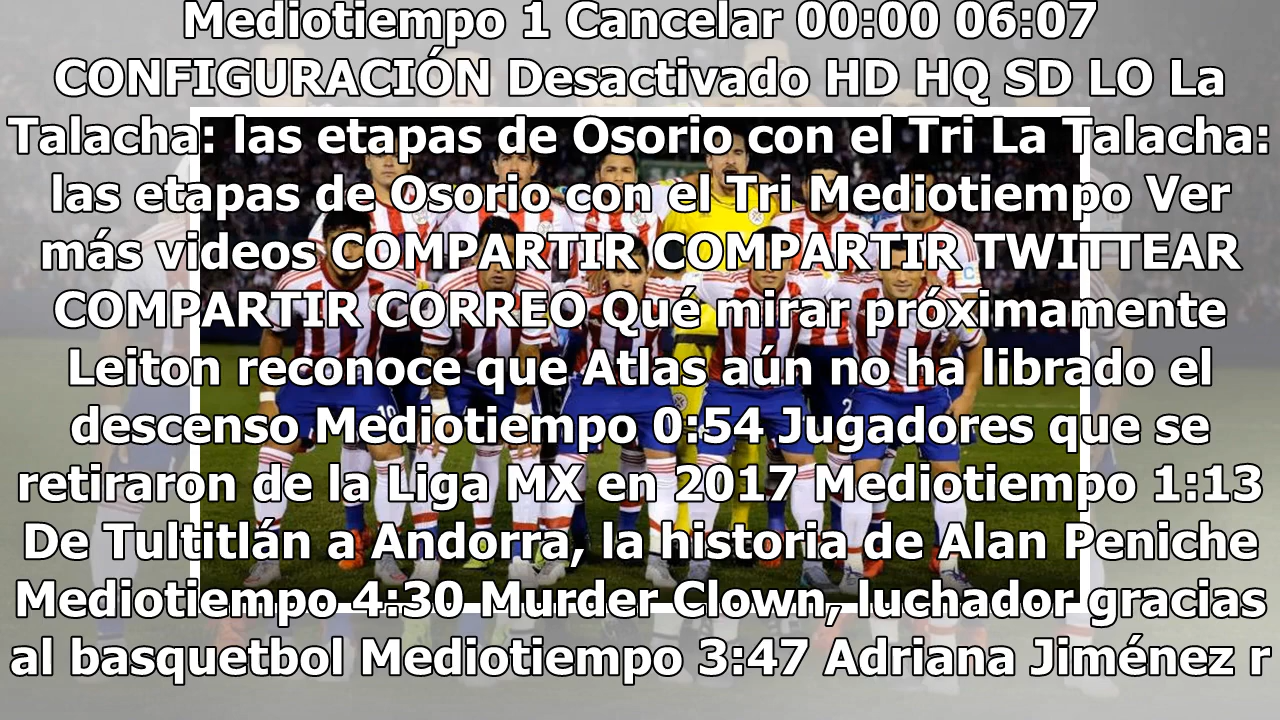 Mediotiempo 1 Cancelar 00:00 06:07
CONFIGURACIÓN Desactivado HD HQ SD LO La
Talacha: las etapas de Osorio con el Tri La Talacha:
las etapas de Osorio con el Tri Mediotiempo Ver
más videos COMPARTIR COMPARTIR TWITTEAR
COMPARTIR CORREO Qué mirar próximamente
Leiton reconoce que Atlas aún no ha librado el
descenso Mediotiempo 0:54 Jugadores que se
retiraron de la Liga MX en 2017 Mediotiempo 1:13
De Tultitlán a Andorra, la historia de Alan Peniche
Mediotiempo 4:30 Murder Clown, luchador gracias
al basquetbol Mediotiempo 3:47 Adriana Jiménez r